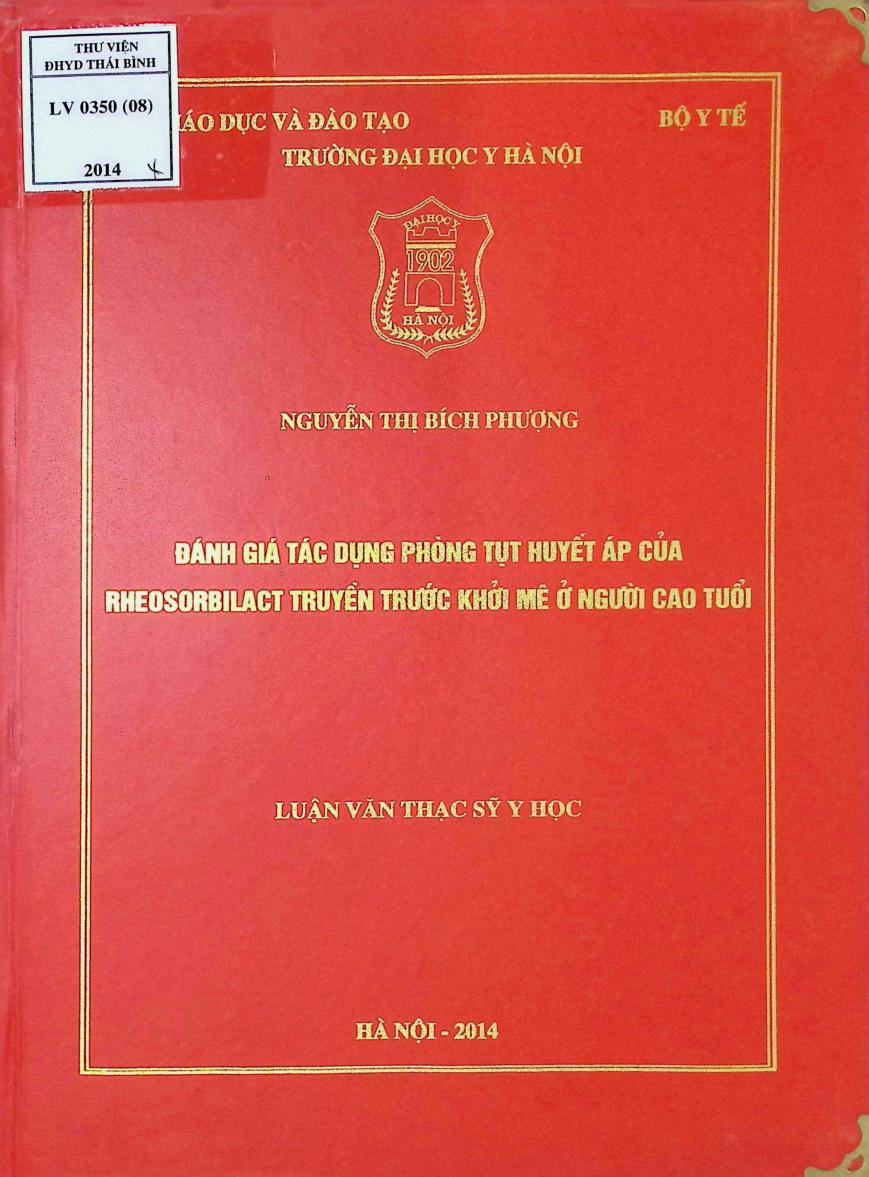 THƯ VIỆN
ĐHYD THÁI BÌNH
LV 0350 (08)
2014
ÁO DỤC VÀ ĐÀO TẠO BỘ Y TẾ
TRƯỜNG ĐẠI HỌC Y HÀ NỘI
ĐẠI HỌC Y
1902
HÀ NỘI
NGUYỄN THỊ BÍCH PHƯỢNG
ĐÁNH GIÁ TÁC DỤNG PHÒNG TỤT HUYẾT ÁP CỦA
RHEOSORBILACT TRUYỀN TRƯỚC KHỞI MÊ Ở NGƯỜI CAO TUỔI
LUẬN VĂN THẠC SỸ Y HỌC
HÀ NỘI - 2014